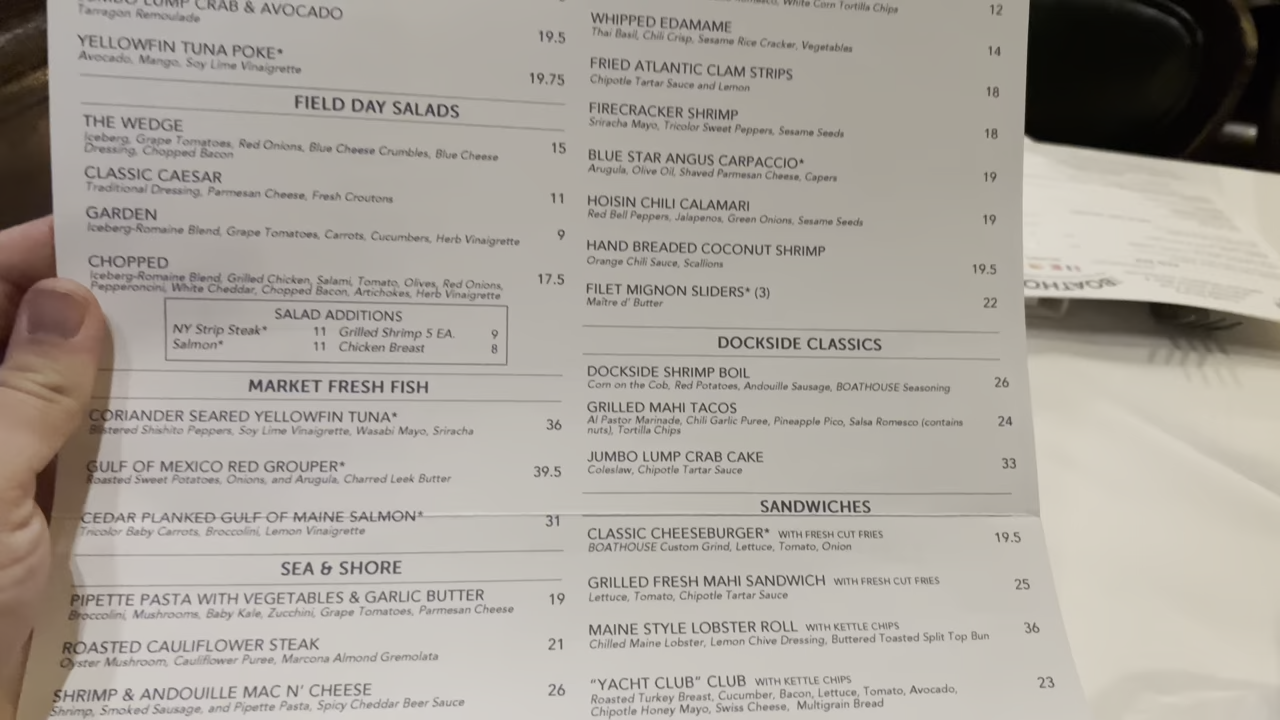 LUMP CRAB & AVOCADO
Tarragon Remoulade
19.5
YELLOWFIN TUNA POKE*
Avocado, Mango, Soy Lime Vinaigrette
19.75
FIELD DAY SALADS
THE WEDGE
Iceberg, Grape Tomatoes, Red Onions, Blue Cheese Crumbles, Blue Cheese
Dressing, Chopped Bacon
15
CLASSIC CAESAR
Traditional Dressing, Parmesan Cheese, Fresh Croutons
11
GARDEN
Iceberg-Romaine Blend, Grape Tomatoes, Carrots, Cucumbers, Herb Vinaigrette
9
CHOPPED
Iceberg-Romaine Blend, Grilled Chicken, Salami, Tomato, Olives, Red Onions,
Pepperoncini, White Cheddar, Chopped Bacon, Artichokes, Herb Vinaigrette
17.5
SALAD ADDITIONS
NY Strip Steak* 11 Grilled Shrimp 5 EA. 9
Salmon* 11 Chicken Breast 8
MARKET FRESH FISH
CORIANDER SEARED YELLOWFIN TUNA*
Blistered Shishito Peppers, Soy Lime Vinaigrette, Wasabi Mayo, Sriracha
36
GULF OF MEXICO RED GROUPER*
Roasted Sweet Potatoes, Onions, and Arugula, Charred Leek Butter
39.5
CEDAR PLANKED GULF OF MAINE SALMON*
Tricolor Baby Carrots, Broccolini, Lemon Vinaigrette
31
SEA & SHORE
PIPETTE PASTA WITH VEGETABLES & GARLIC BUTTER
Broccolini, Mushrooms, Baby Kale, Zucchini, Grape Tomatoes, Parmesan Cheese
19
ROASTED CAULIFLOWER STEAK
Oyster Mushroom, Cauliflower Puree, Marcona Almond Gremolata
21
SHRIMP & ANDOUILLE MAC N' CHEESE
Shrimp, Smoked Sausage, and Pipette Pasta, Spicy Cheddar Beer Sauce
26
White Corn Tortilla Chips
12
WHIPPED EDAMAME
Thai Basil, Chili Crisp, Sesame Rice Cracker, Vegetables
14
FRIED ATLANTIC CLAM STRIPS
Chipotle Tartar Sauce and Lemon
18
FIRECRACKER SHRIMP
Sriracha Mayo, Tricolor Sweet Peppers, Sesame Seeds
18
BLUE STAR ANGUS CARPACCIO*
Arugula, Olive Oil, Shaved Parmesan Cheese, Capers
19
HOISIN CHILI CALAMARI
Red Bell Peppers, Jalapenos, Green Onions, Sesame Seeds
19
HAND BREADED COCONUT SHRIMP
Orange Chili Sauce, Scallions
19.5
FILET MIGNON SLIDERS* (3)
Maître d' Butter
22
DOCKSIDE CLASSICS
DOCKSIDE SHRIMP BOIL
Corn on the Cob, Red Potatoes, Andouille Sausage, BOATHOUSE Seasoning
26
GRILLED MAHI TACOS
Al Pastor Marinade, Chili Garlic Puree, Pineapple Pico, Salsa Romesco (contains
nuts), Tortilla Chips
24
JUMBO LUMP CRAB CAKE
Coleslaw, Chipotle Tartar Sauce
33
SANDWICHES
CLASSIC CHEESEBURGER* WITH FRESH CUT FRIES
BOATHOUSE Custom Grind, Lettuce, Tomato, Onion
19.5
GRILLED FRESH MAHI SANDWICH WITH FRESH CUT FRIES
Lettuce, Tomato, Chipotle Tartar Sauce
25
MAINE STYLE LOBSTER ROLL WITH KETTLE CHIPS
Chilled Maine Lobster, Lemon Chive Dressing, Buttered Toasted Split Top Bun
36
"YACHT CLUB" CLUB WITH KETTLE CHIPS
Roasted Turkey Breast, Cucumber, Bacon, Lettuce, Tomato, Avocado,
Chipotle Honey Mayo, Swiss Cheese, Multigrain Bread
23